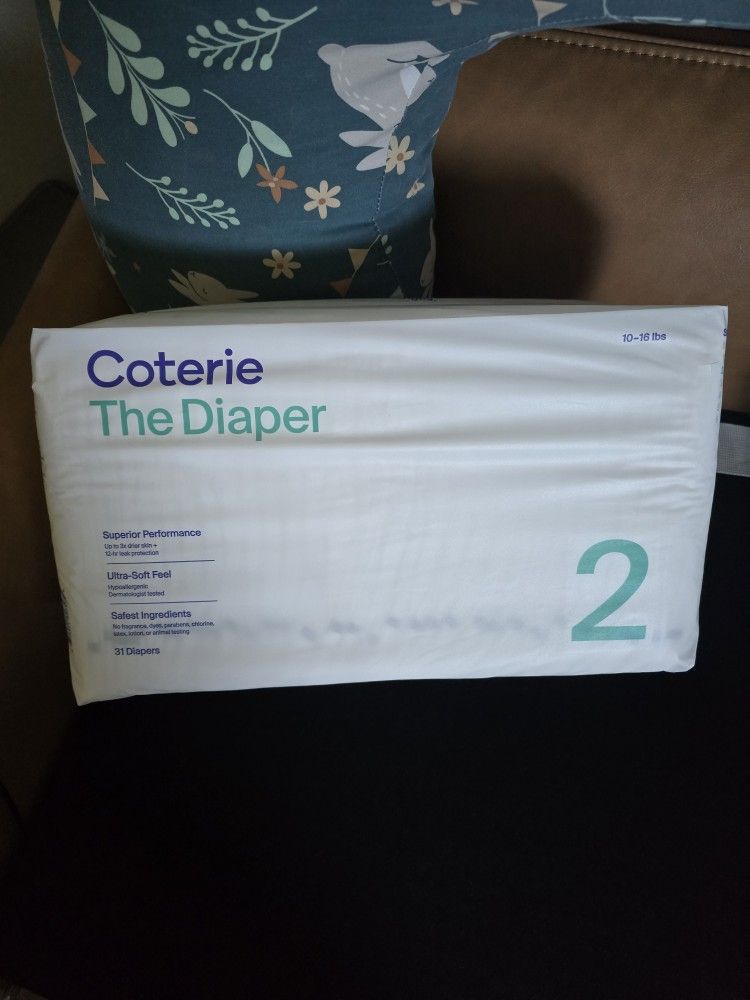 10-16 lbs
Coterie
The Diaper
Superior Performance
Up to 3x drier skin +
12-hr leak protection
Ultra-Soft Feel
Hypoallergenic
Dermatologist tested
Safest Ingredients
No fragrance, dyes, parabens, chlorine,
latex, lotion, or animal testing
31 Diapers
2